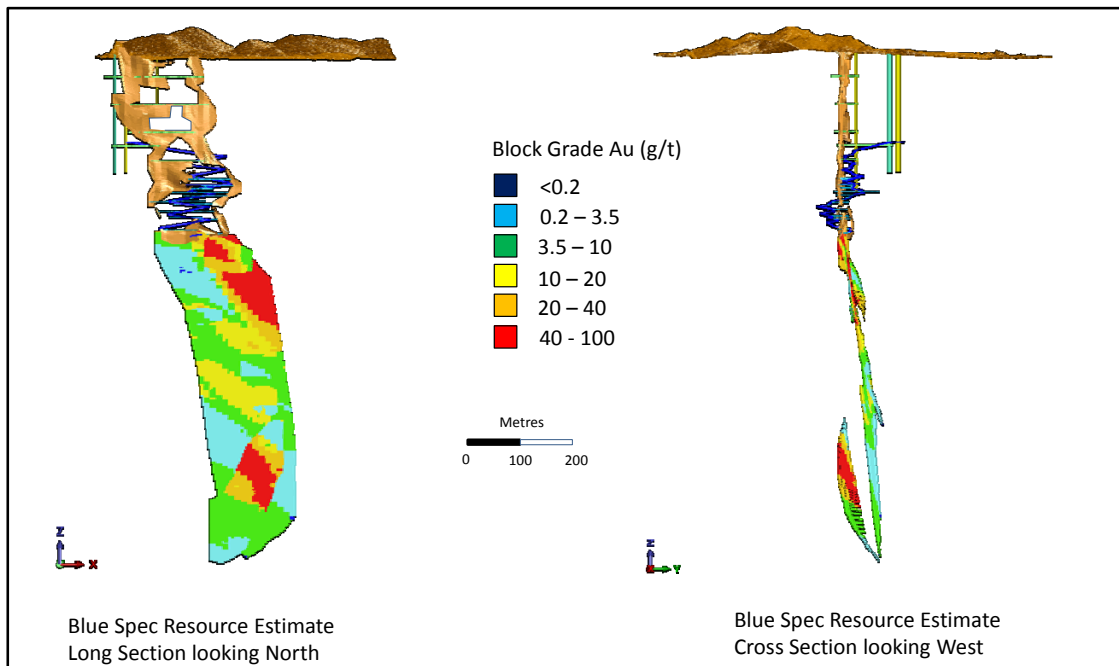 Block Grade Au (g/t)
<0.2
0.2 – 3.5
3.5 – 10
10 – 20
20 – 40
40 - 100
Metres
0 100 200
Z
X
Z
Y
Blue Spec Resource Estimate
Long Section looking North
Blue Spec Resource Estimate
Cross Section looking West